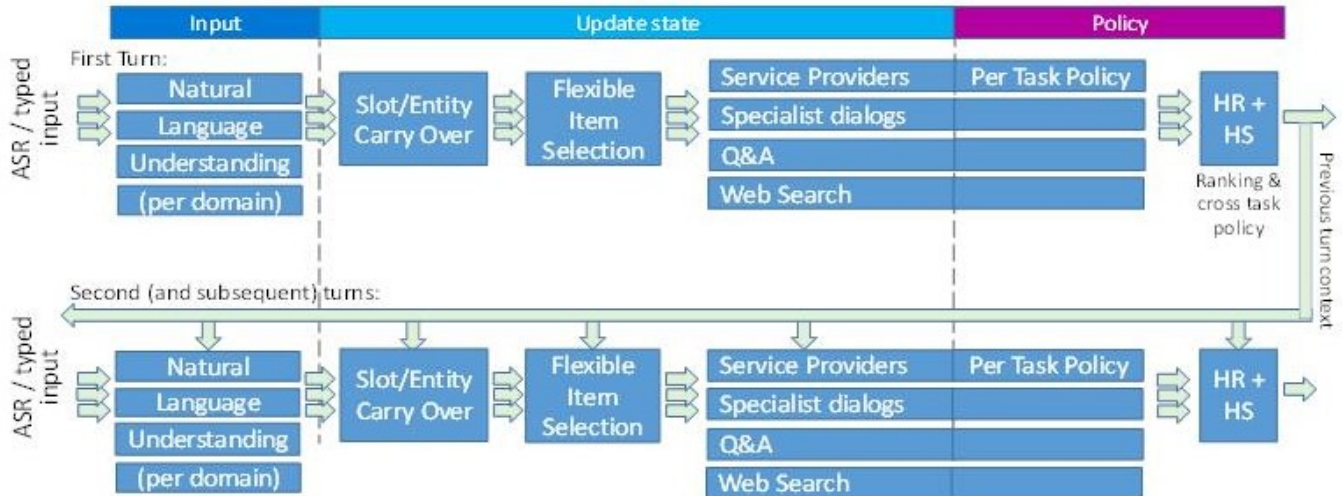 Input
Update state
Policy
First Turn:
ASR / typed
input
Natural
Language
Understanding
(per domain)
Slot/Entity
Carry Over
Flexible
Item
Selection
Service Providers
Per Task Policy
Specialist dialogs
Q&A
Web Search
HR +
HS
Ranking &
cross task
policy
Previous turn context
Second (and subsequent) turns:
ASR / typed
input
Natural
Language
Understanding
(per domain)
Slot/Entity
Carry Over
Flexible
Item
Selection
Service Providers
Per Task Policy
Specialist dialogs
Q&A
Web Search
HR +
HS